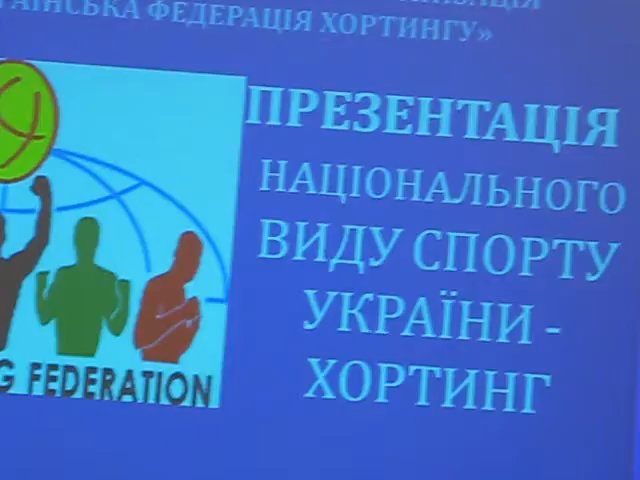 ФЕДЕРАЦІЯ ХОРТИНГУ»
ПРЕЗЕНТАЦІЯ
НАЦІОНАЛЬНОГО
ВИДУ СПОРТУ
УКРАЇНИ -
ХОРТИНГ
FEDERATION